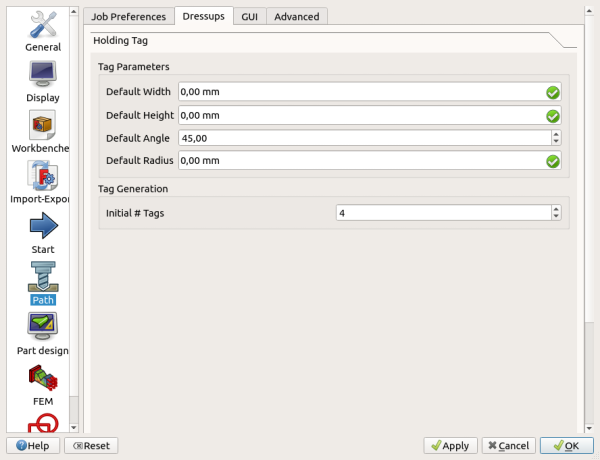 Job Preferences Dressups GUI Advanced
Holding Tag
Tag Parameters
Default Width 0,00 mm
Default Height 0,00 mm
Default Angle 45,00
Default Radius 0,00 mm
Tag Generation
Initial # Tags 4
General
Display
Workbenche
Import-Expor
Start
Path
Part design
FEM
Help Reset Apply Cancel OK